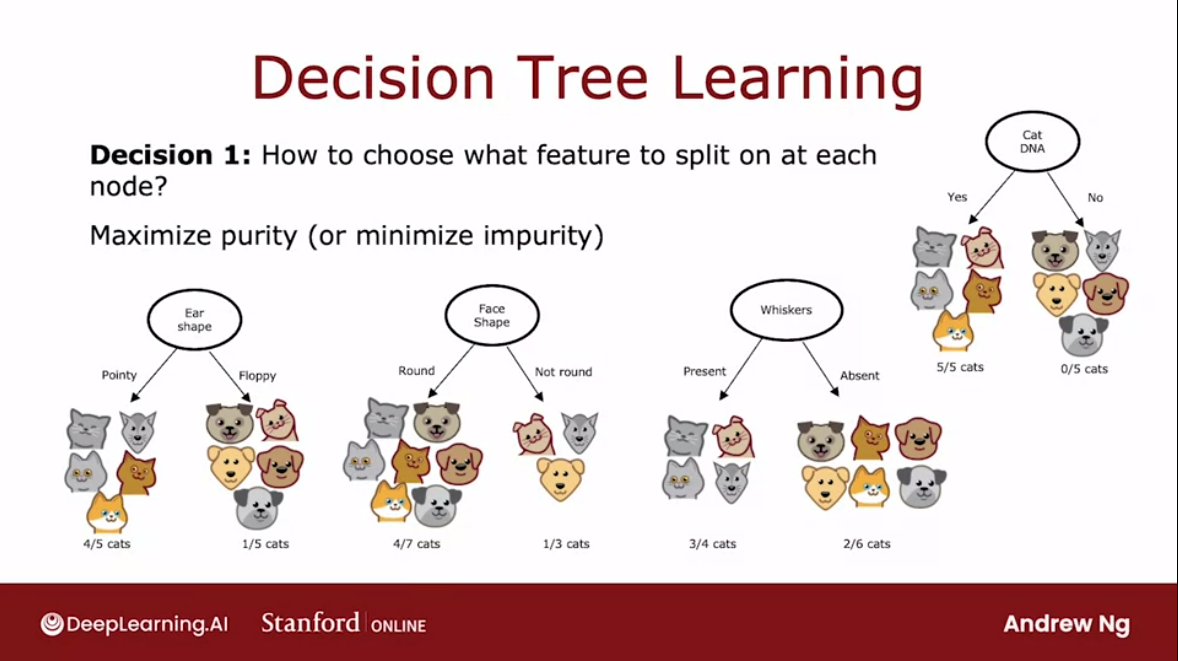 Decision Tree Learning
Decision 1: How to choose what feature to split on at each
node?
Maximize purity (or minimize impurity)
Cat
DNA
Yes
No
5/5 cats
0/5 cats
Ear
shape
Pointy
Floppy
4/5 cats
1/5 cats
Face
Shape
Round
Not round
4/7 cats
1/3 cats
Whiskers
Present
Absent
3/4 cats
2/6 cats
DeepLearning.AI
Stanford ONLINE
Andrew Ng